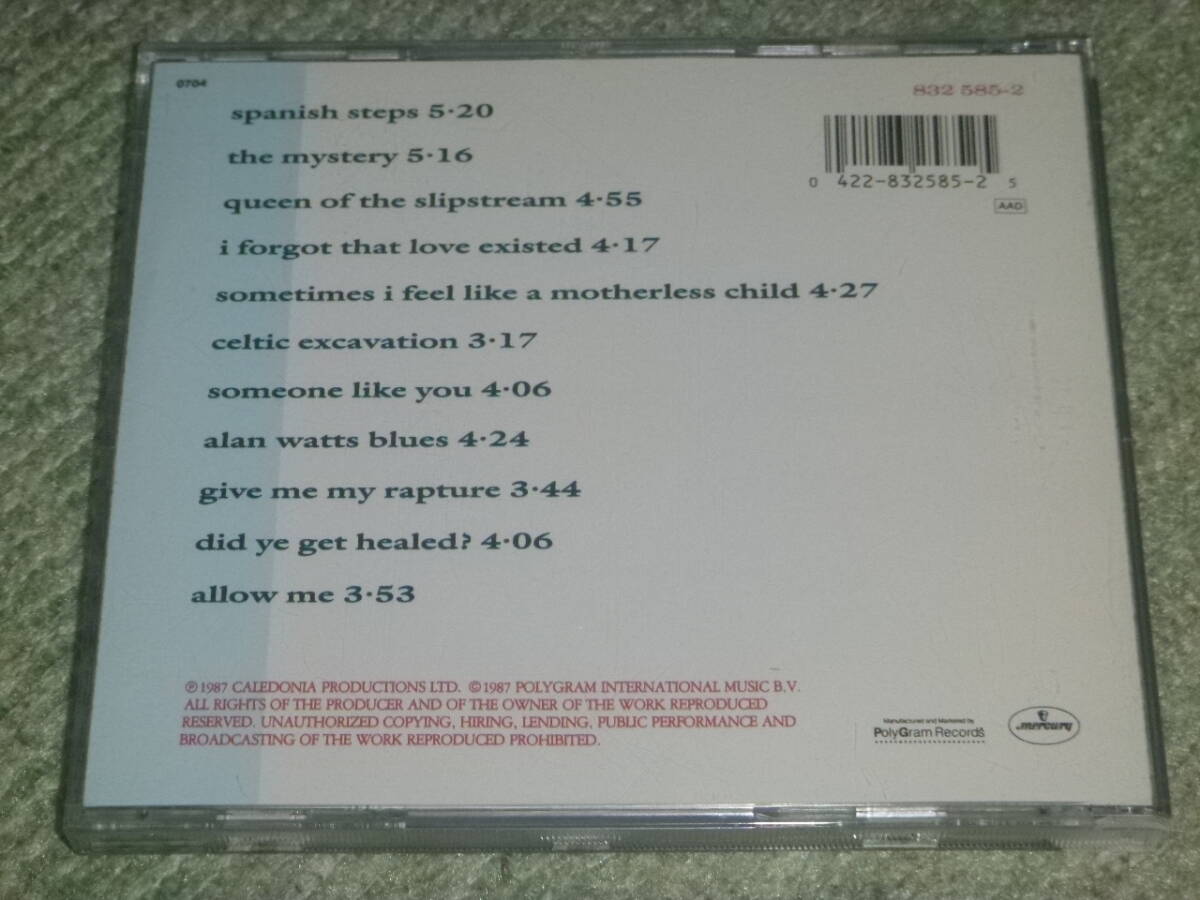 0704
832 585-2
spanish steps 5·20
the mystery 5·16
queen of the slipstream 4·55
i forgot that love existed 4·17
sometimes i feel like a motherless child 4·27
celtic excavation 3·17
someone like you 4·06
alan watts blues 4·24
give me my rapture 3·44
did ye get healed? 4·06
allow me 3·53
0 422-832585-2 5
AAD
℗1987 CALEDONIA PRODUCTIONS LTD. ©1987 POLYGRAM INTERNATIONAL MUSIC B.V.
ALL RIGHTS OF THE PRODUCER AND OF THE OWNER OF THE WORK REPRODUCED
RESERVED. UNAUTHORIZED COPYING, HIRING, LENDING, PUBLIC PERFORMANCE AND
BROADCASTING OF THE WORK REPRODUCED PROHIBITED.
Manufactured and Marketed by
PolyGram Records
mercury